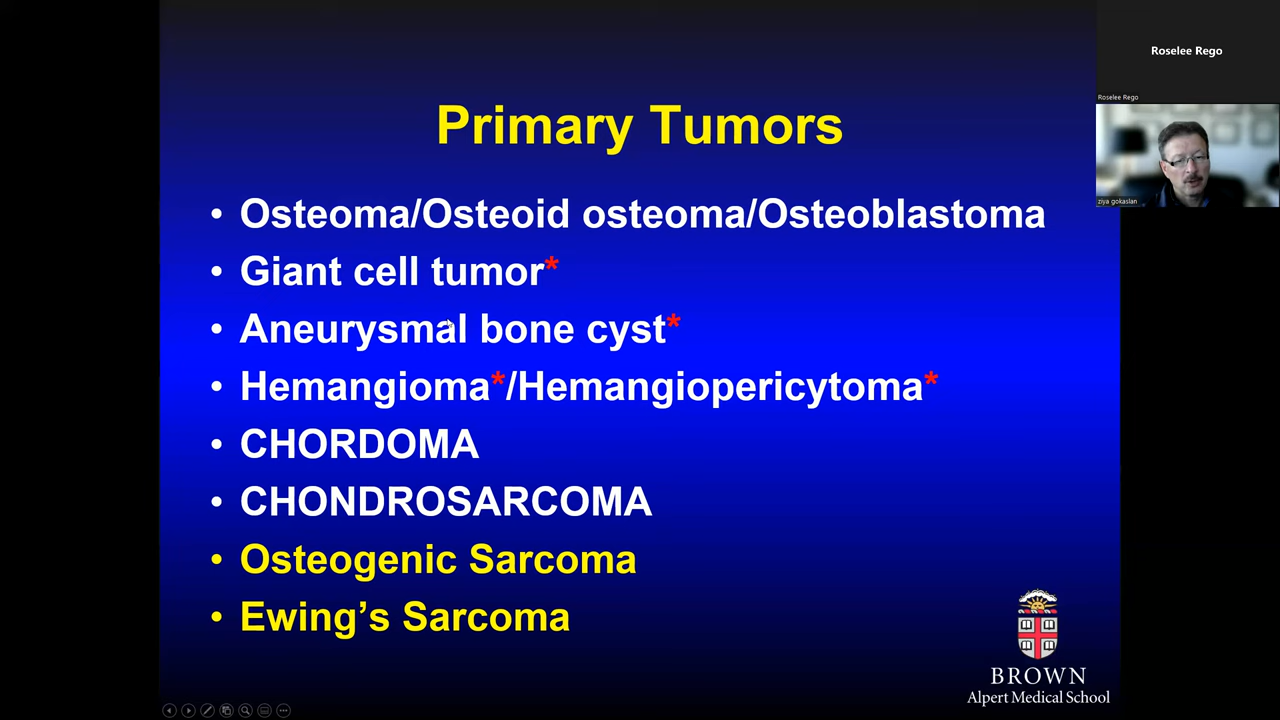 Primary Tumors
• Osteoma/Osteoid osteoma/Osteoblastoma
• Giant cell tumor*
• Aneurysmal bone cyst*
• Hemangioma*/Hemangiopericytoma*
• CHORDOMA
• CHONDROSARCOMA
• Osteogenic Sarcoma
• Ewing’s Sarcoma
BROWN
Alpert Medical School
Roselee Rego
Roselee Rego
ziya gokaslan